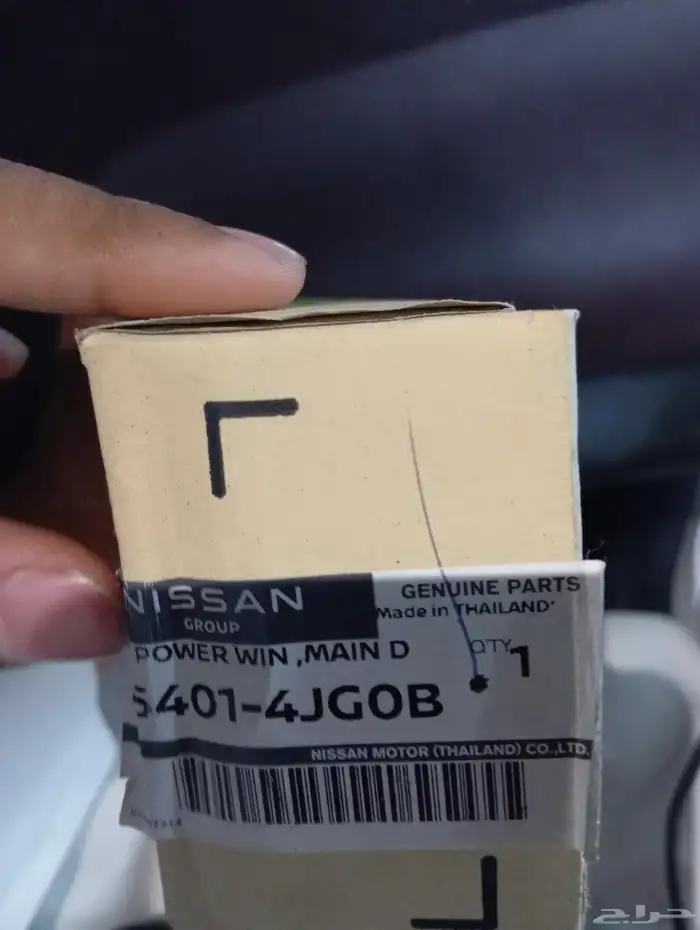 NISSAN
GROUP
GENUINE PARTS
Made in THAILAND
POWER WIN ,MAIN D
QTY 1
5401-4JG0B
NISSAN MOTOR (THAILAND) CO.,LTD.
حراج